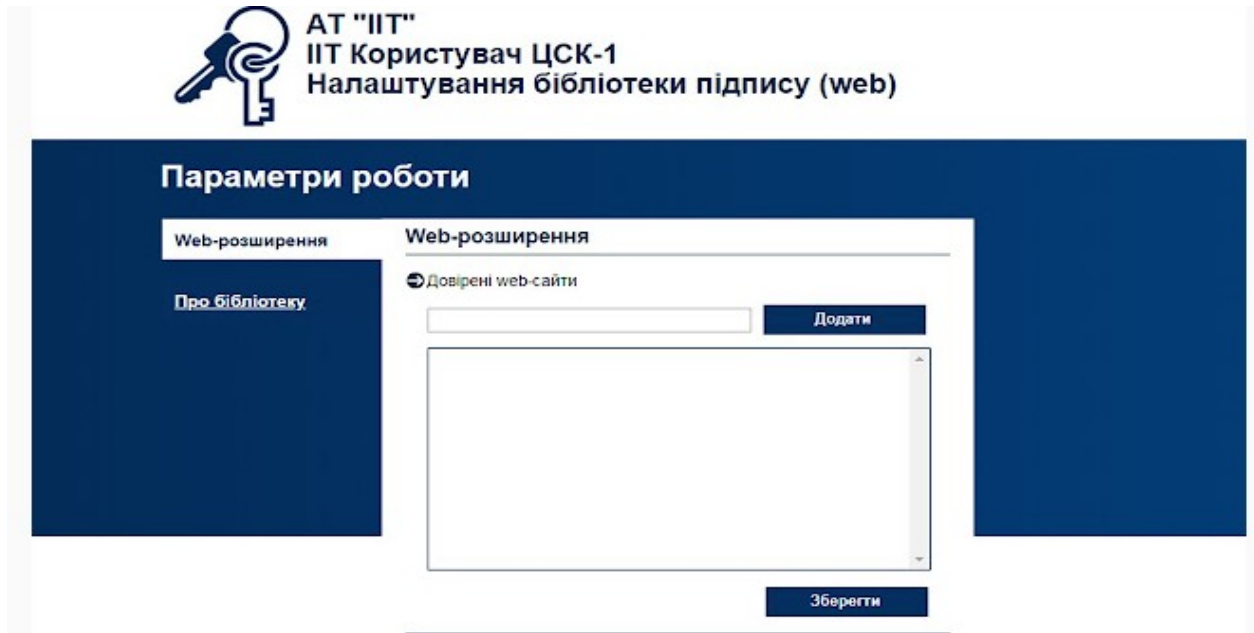 АТ "ІІТ"
ІІТ Користувач ЦСК-1
Налаштування бібліотеки підпису (web)
Параметри роботи
Web-розширення
Про бібліотеку
Web-розширення
Довірені web-сайти
Додати
Зберегти